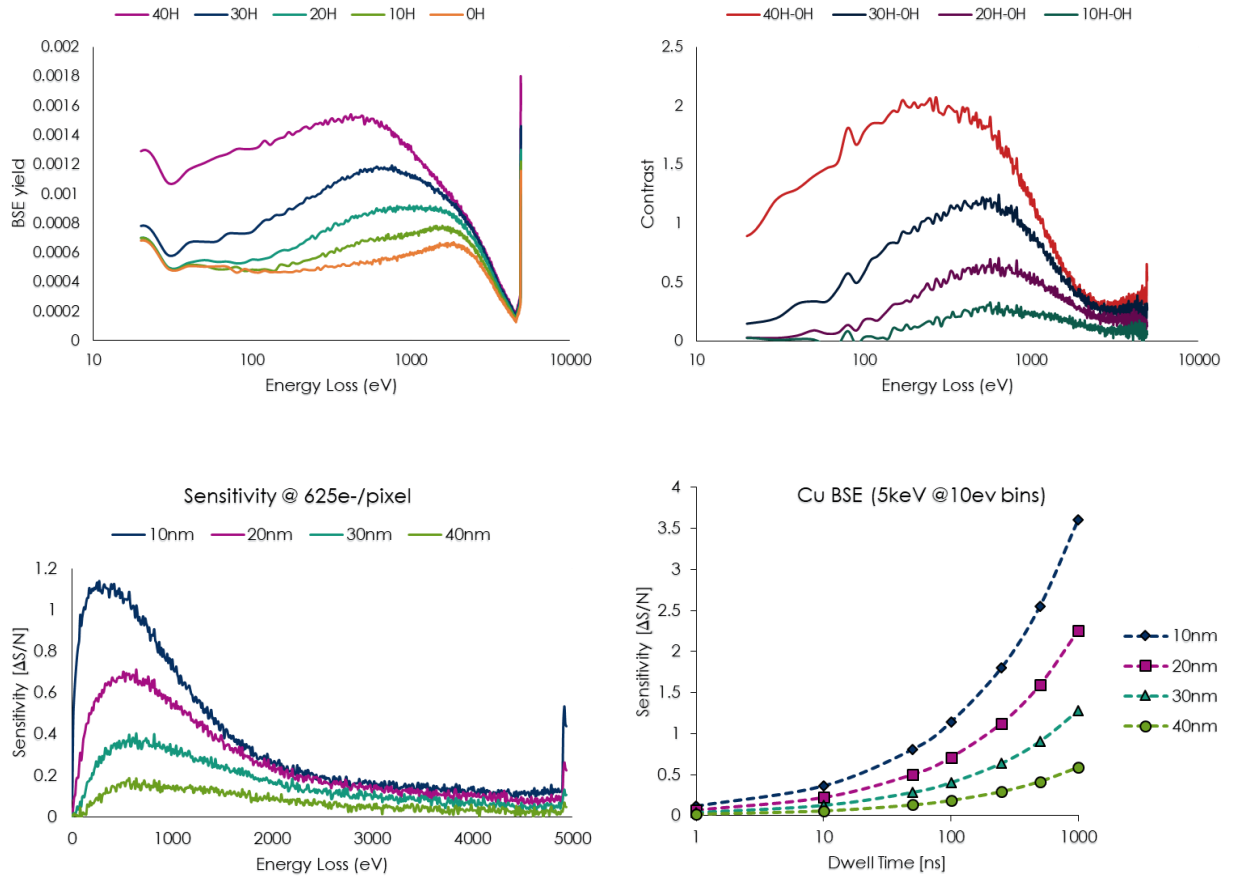 40H 30H 20H 10H 0H
0.002
0.0018
0.0016
0.0014
0.0012
0.001
0.0008
0.0006
0.0004
0.0002
0
BSE yield
10 100 1000 10000
Energy Loss (eV)
40H-0H 30H-0H 20H-0H 10H-0H
2.5
2
1.5
1
0.5
0
Contrast
10 100 1000 10000
Energy Loss (eV)
Sensitivity @ 625e-/pixel
10nm 20nm 30nm 40nm
1.2
1
0.8
0.6
0.4
0.2
0
Sensitivity [ΔS/N]
0 1000 2000 3000 4000 5000
Energy Loss (eV)
Cu BSE (5keV @10ev bins)
4
3.5
3
2.5
2
1.5
1
0.5
0
Sensitivity [ΔS/N]
1 10 100 1000
Dwell Time [ns]
10nm
20nm
30nm
40nm